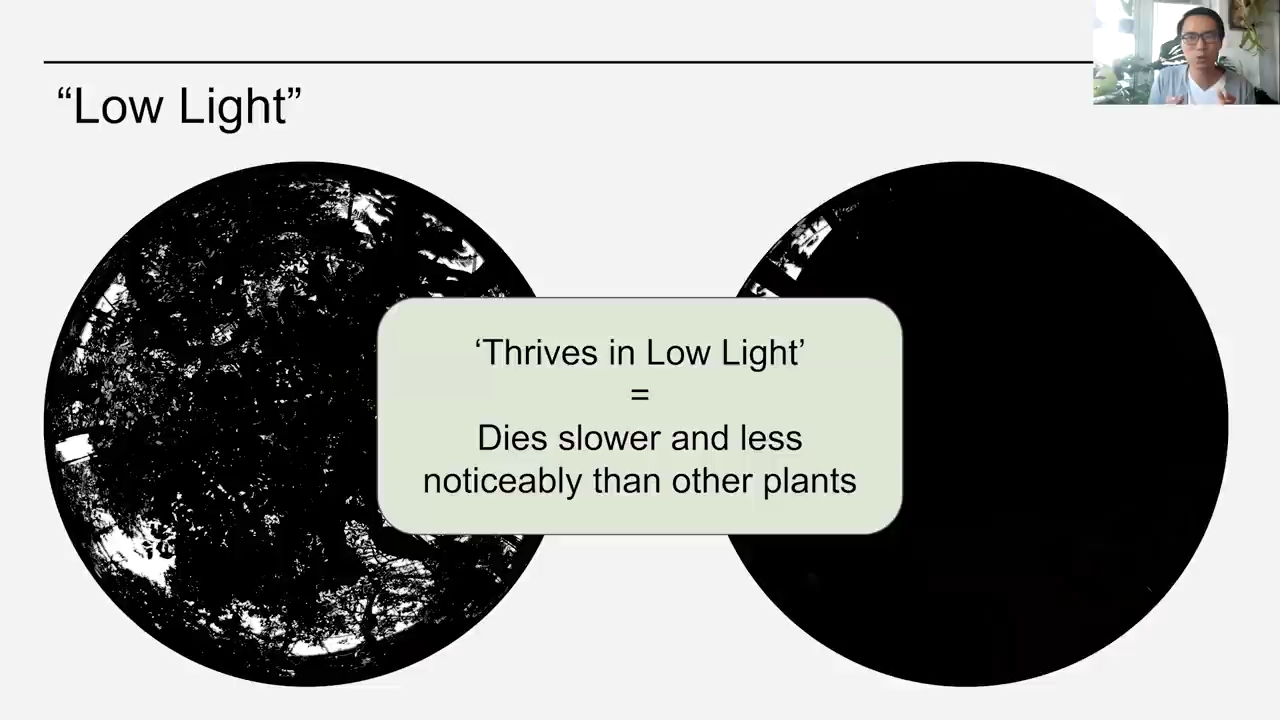 “Low Light”
‘Thrives in Low Light’
=
Dies slower and less
noticeably than other plants